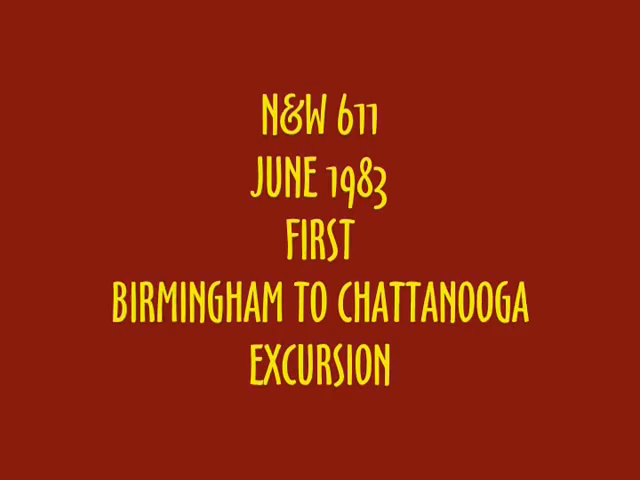 N&W 611
JUNE 1983
FIRST
BIRMINGHAM TO CHATTANOOGA
EXCURSION